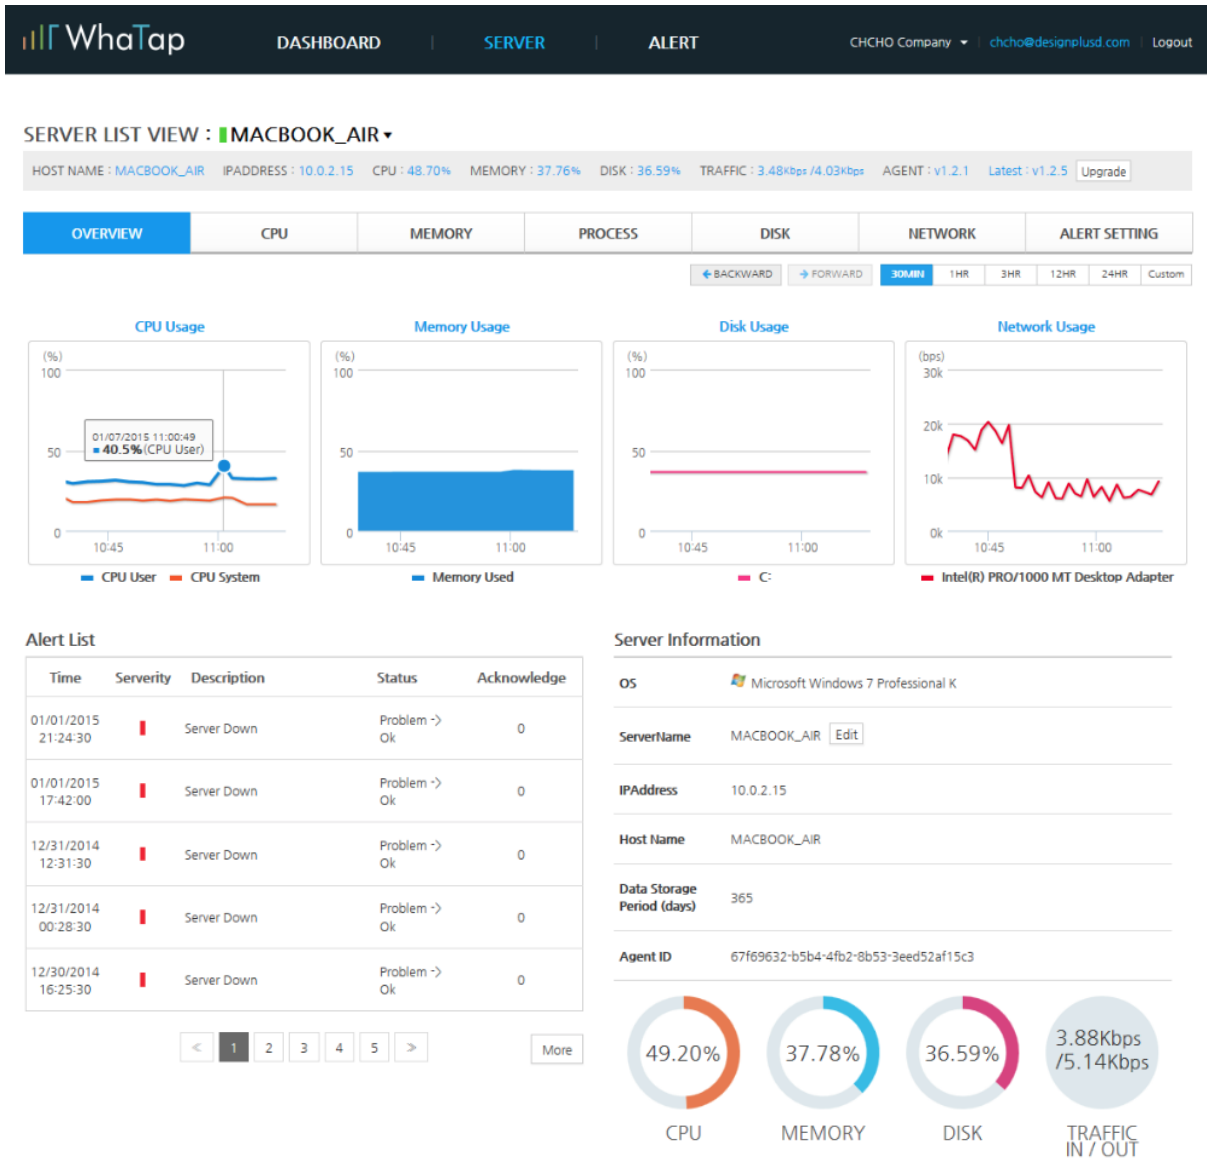 WhaTap DASHBOARD SERVER ALERT CHCHO Company chcho@designplusd.com Logout
SERVER LIST VIEW : MACBOOK_AIR
HOST NAME : MACBOOK_AIR IPADDRESS : 10.0.2.15 CPU : 48.70% MEMORY : 37.76% DISK : 36.59% TRAFFIC : 3.48Kbps /4.03Kbps AGENT : v1.2.1 Latest : v1.2.5 Upgrade
OVERVIEW CPU MEMORY PROCESS DISK NETWORK ALERT SETTING
BACKWARD FORWARD 30MIN 1HR 3HR 12HR 24HR Custom
CPU Usage
(%)
100
50
0
10:45 11:00
01/07/2015 11:00:49
40.5%(CPU User)
CPU User CPU System
Memory Usage
(%)
100
50
0
10:45 11:00
Memory Used
Disk Usage
(%)
100
50
0
10:45 11:00
C:
Network Usage
(bps)
30k
20k
10k
0k
10:45 11:00
Intel(R) PRO/1000 MT Desktop Adapter
Alert List
Time Serverity Description Status Acknowledge
01/01/2015
21:24:30
Server Down
Problem ->
Ok
0
01/01/2015
17:42:00
Server Down
Problem ->
Ok
0
12/31/2014
12:31:30
Server Down
Problem ->
Ok
0
12/31/2014
00:28:30
Server Down
Problem ->
Ok
0
12/30/2014
16:25:30
Server Down
Problem ->
Ok
0
≪ 1 2 3 4 5 ≫
More
Server Information
OS Microsoft Windows 7 Professional K
ServerName MACBOOK_AIR Edit
IPAddress 10.0.2.15
Host Name MACBOOK_AIR
Data Storage
Period (days)
365
Agent ID 67f69632-b5b4-4fb2-8b53-3eed52af15c3
49.20%
CPU
37.78%
MEMORY
36.59%
DISK
3.88Kbps
/5.14Kbps
TRAFFIC
IN / OUT